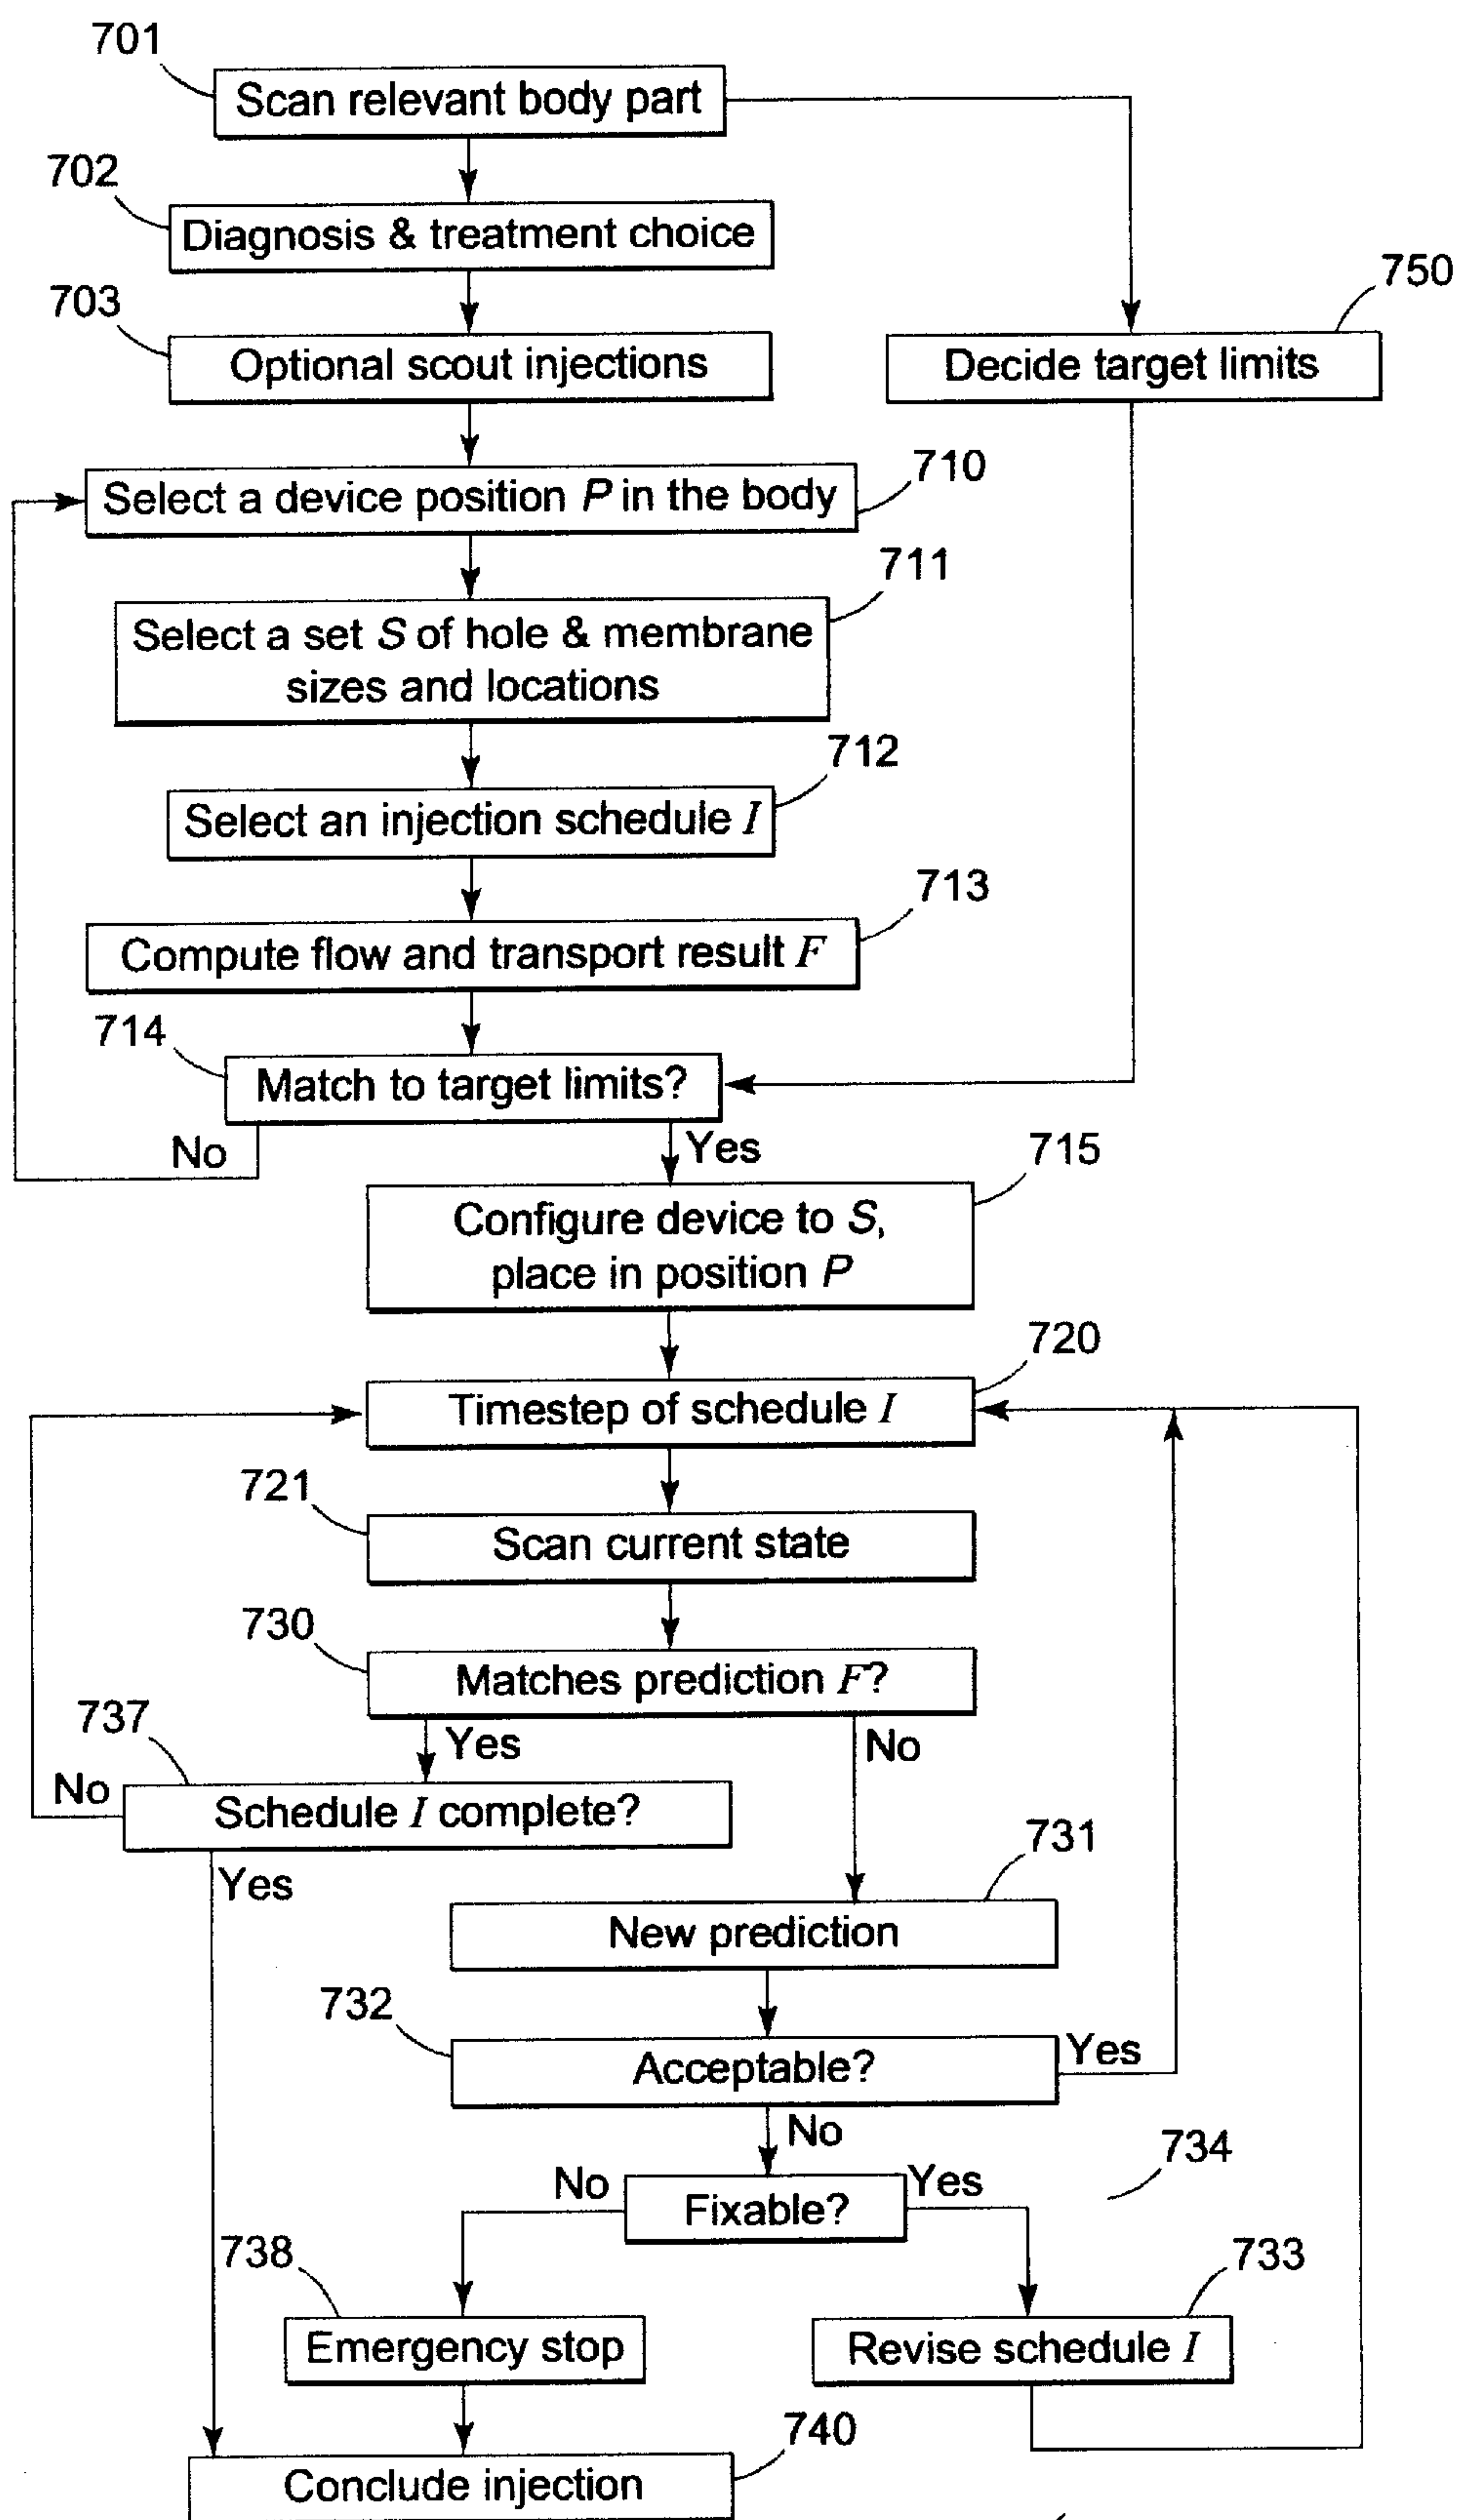 701
Scan relevant body part
702
Diagnosis & treatment choice
750
703
Optional scout injections
Decide target limits
710
Select a device position P in the body
711
Select a set S of hole & membrane
sizes and locations
712
Select an injection schedule I
713
Compute flow and transport result F
714
Match to target limits?
No
Yes
715
Configure device to S,
place in position P
720
Timestep of schedule I
721
Scan current state
730
Matches prediction F?
737
Yes
No
No
Schedule I complete?
731
Yes
New prediction
732
Acceptable?
Yes
No
734
No
Yes
Fixable?
738
733
Emergency stop
Revise schedule I
740
Conclude injection